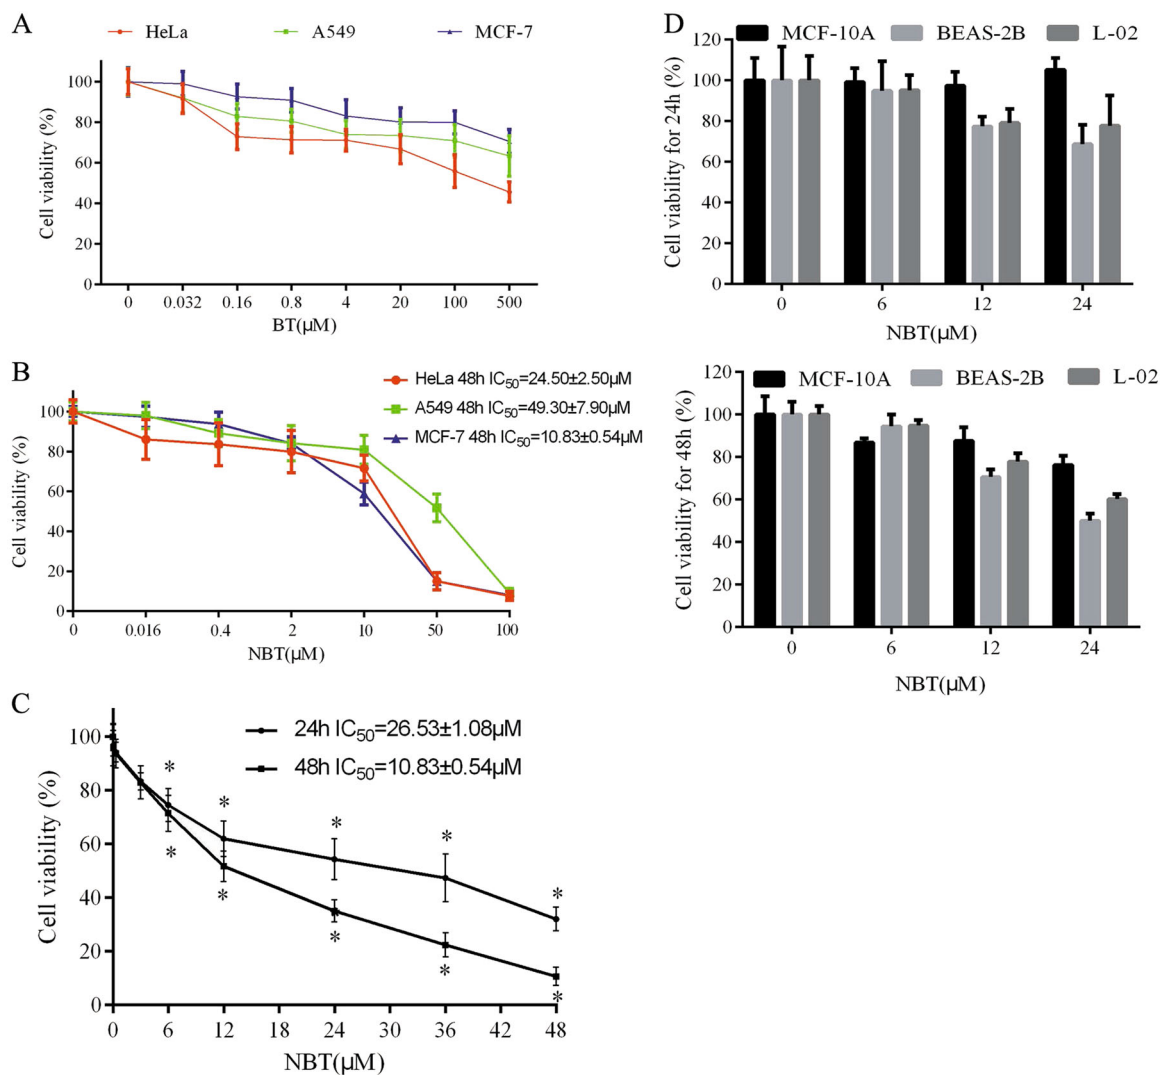 A
HeLa A549 MCF-7
Cell viability (%)
100
80
60
40
20
0
0 0.032 0.16 0.8 4 20 100 500
BT(μM)
B
HeLa 48h IC50=24.50±2.50μM
A549 48h IC50=49.30±7.90μM
MCF-7 48h IC50=10.83±0.54μM
Cell viability (%)
100
80
60
40
20
0
0 0.016 0.4 2 10 50 100
NBT(μM)
C
24h IC50=26.53±1.08μM
48h IC50=10.83±0.54μM
Cell viability (%)
100
80
60
40
20
0
* * * * *
* * * * *
0 6 12 18 24 30 36 42 48
NBT(μM)
D
MCF-10A BEAS-2B L-02
Cell viability for 24h (%)
120
100
80
60
40
20
0
0 6 12 24
NBT(μM)
MCF-10A BEAS-2B L-02
Cell viability for 48h (%)
120
100
80
60
40
20
0
0 6 12 24
NBT(μM)